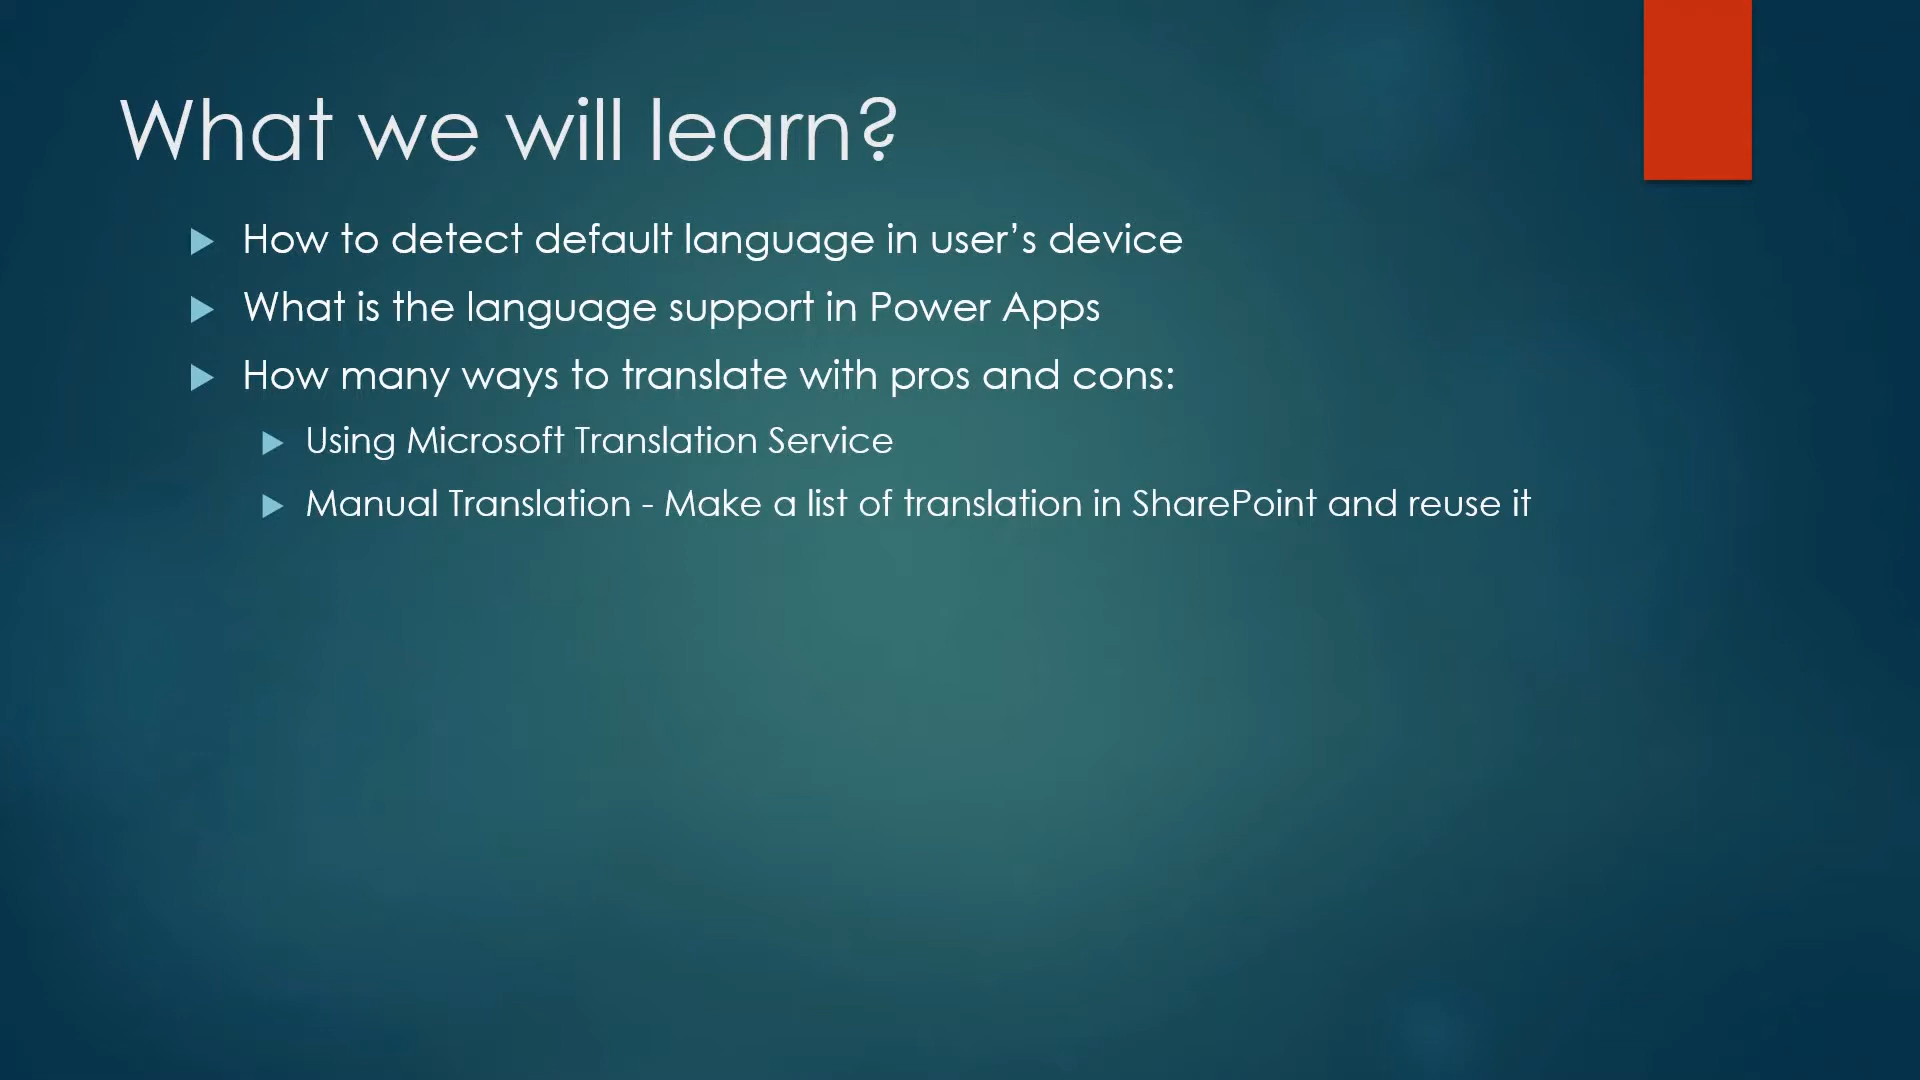 What we will learn?
How to detect default language in user’s device
What is the language support in Power Apps
How many ways to translate with pros and cons:
Using Microsoft Translation Service
Manual Translation - Make a list of translation in SharePoint and reuse it